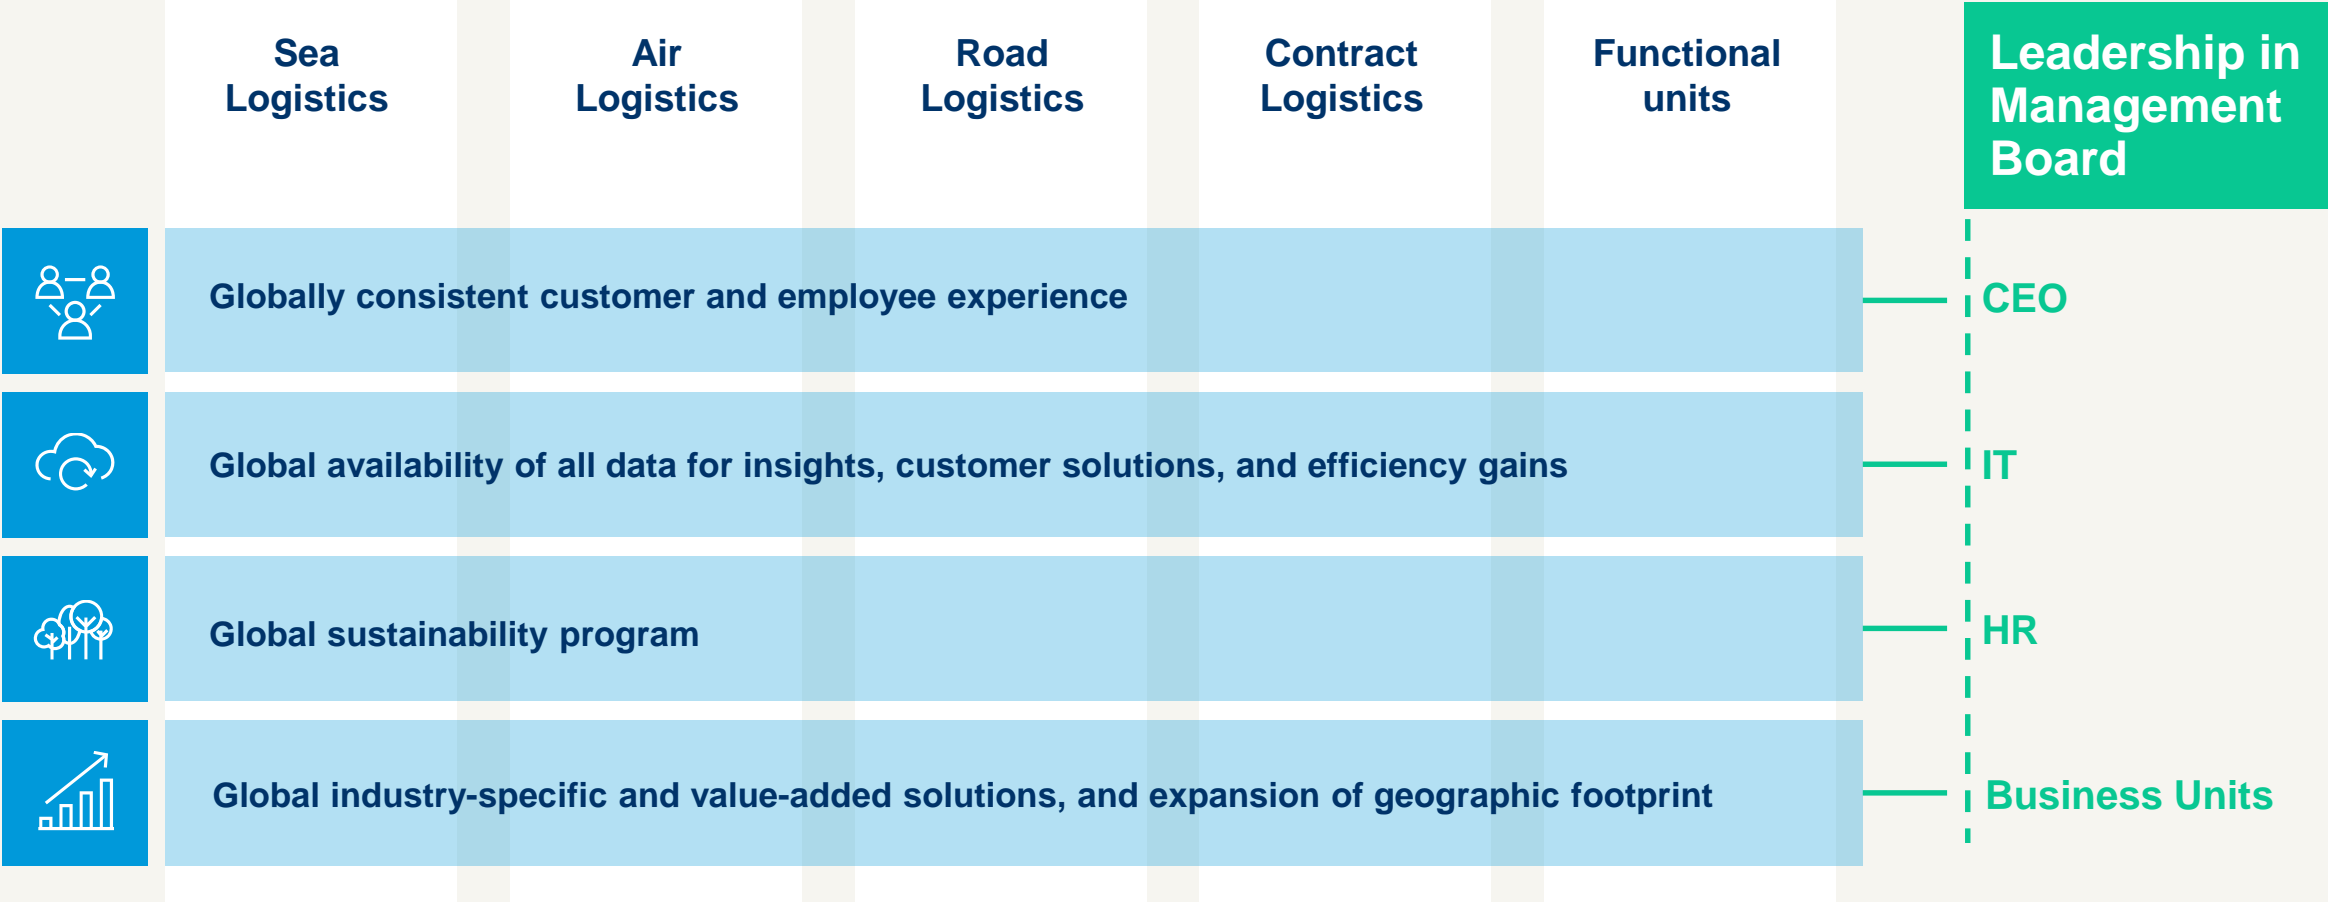 Sea
Logistics
Air
Logistics
Road
Logistics
Contract
Logistics
Functional
units
Leadership in
Management
Board
Globally consistent customer and employee experience
CEO
Global availability of all data for insights, customer solutions, and efficiency gains
IT
Global sustainability program
HR
Global industry-specific and value-added solutions, and expansion of geographic footprint
Business Units